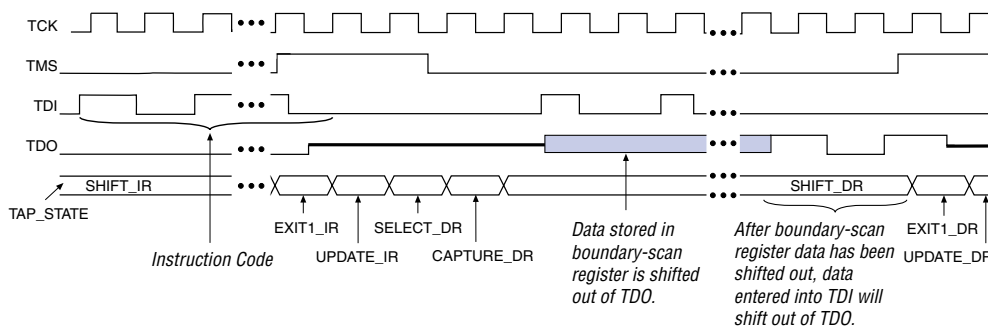 TCK
TMS
TDI
TDO
SHIFT_IR
SHIFT_DR
TAP_STATE
EXIT1_IR
SELECT_DR
EXIT1_DR
Instruction Code
UPDATE_IR
CAPTURE_DR
UPDATE_DR
Data stored in
boundary-scan
register is shifted
out of TDO.
After boundary-scan
register data has been
shifted out, data
entered into TDI will
shift out of TDO.